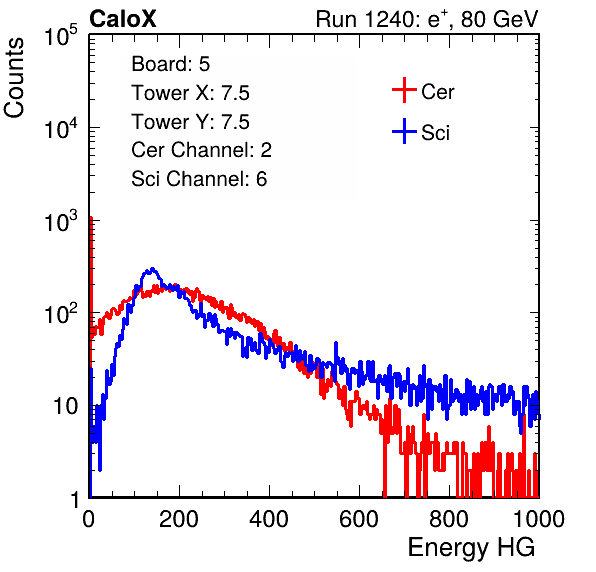 CaloX Run 1240: e⁺, 80 GeV
Counts
Board: 5
Tower X: 7.5
Tower Y: 7.5
Cer Channel: 2
Sci Channel: 6
Cer
Sci
10⁵
10⁴
10³
10²
10
1
0 200 400 600 800 1000
Energy HG